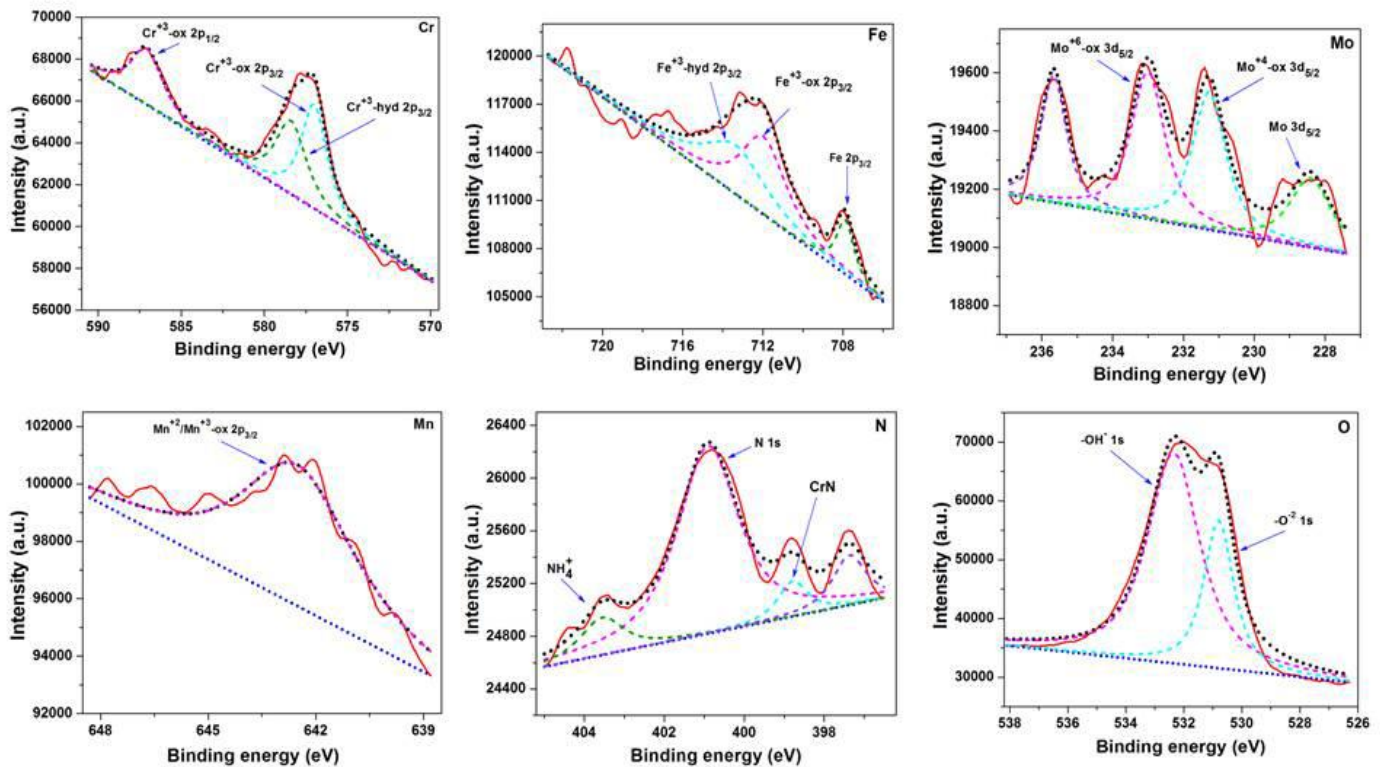 Cr
Cr+3-ox 2p1/2
Cr+3-ox 2p3/2
Cr+3-hyd 2p3/2
70000
68000
66000
64000
62000
60000
58000
56000
590 585 580 575 570
Intensity (a.u.)
Binding energy (eV)
Fe
Fe+3-hyd 2p3/2
Fe+3-ox 2p3/2
Fe 2p3/2
120000
117000
114000
111000
108000
105000
720 716 712 708
Intensity (a.u.)
Binding energy (eV)
Mo
Mo+6-ox 3d5/2
Mo+4-ox 3d5/2
Mo 3d5/2
19600
19400
19200
19000
18800
236 234 232 230 228
Intensity (a.u.)
Binding energy (eV)
Mn
Mn+2/Mn+3-ox 2p3/2
102000
100000
98000
96000
94000
92000
648 645 642 639
Intensity (a.u.)
Binding energy (eV)
N
N 1s
CrN
NH4+
26400
26000
25600
25200
24800
24400
404 402 400 398
Intensity (a.u.)
Binding energy (eV)
O
-OH- 1s
-O-2 1s
70000
60000
50000
40000
30000
538 536 534 532 530 528 526
Intensity (a.u.)
Binding energy (eV)